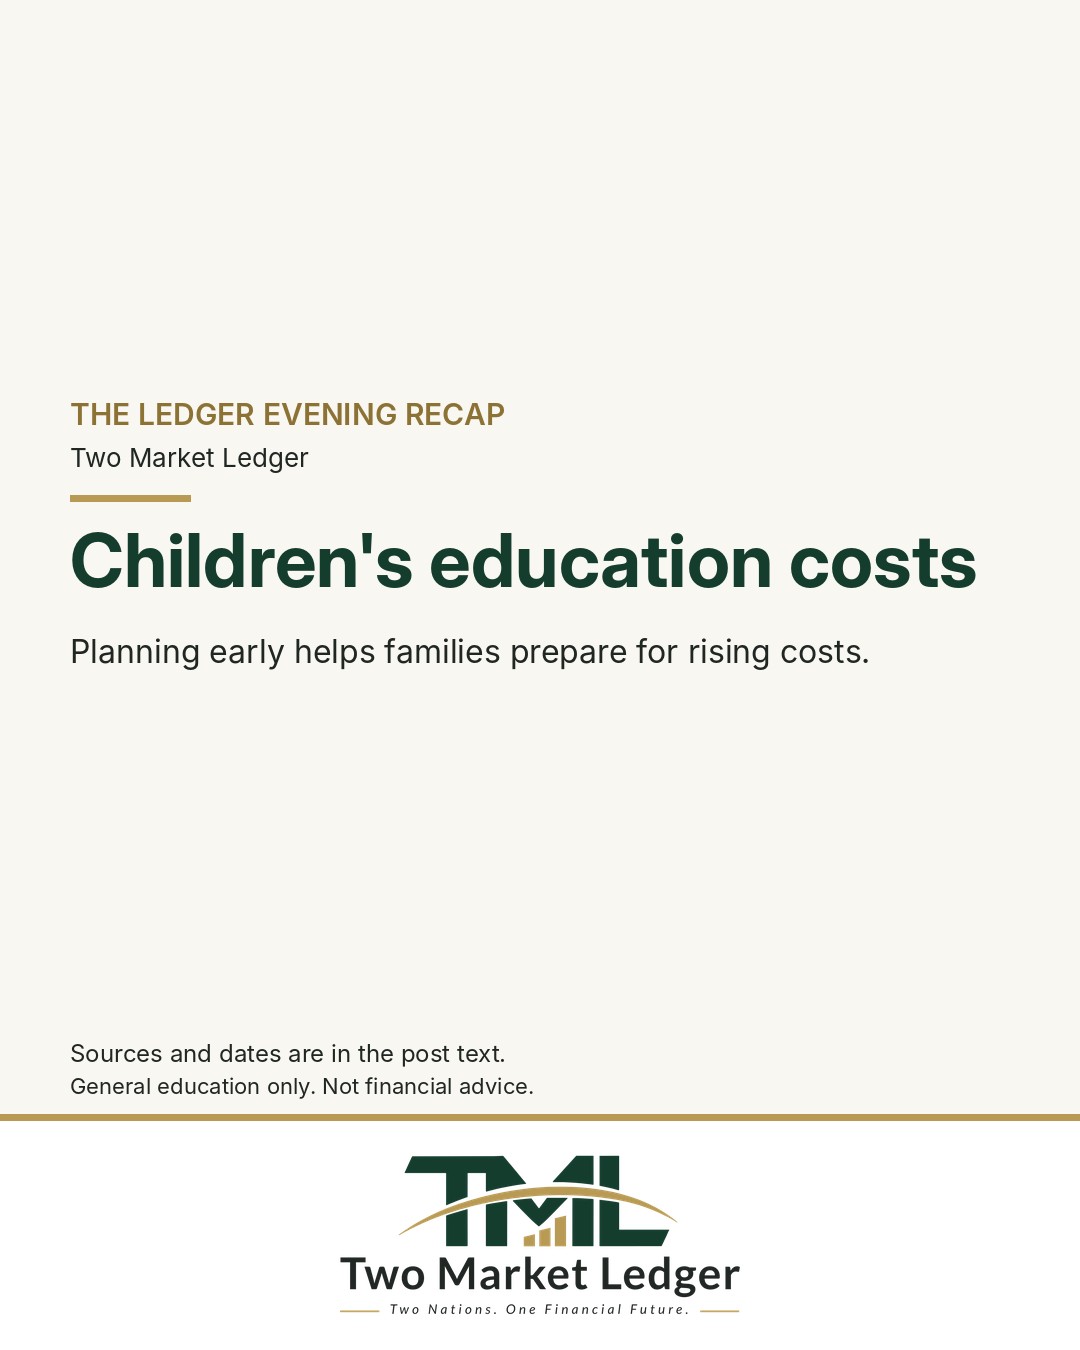 THE LEDGER EVENING RECAP
Two Market Ledger
Children's education costs
Planning early helps families prepare for rising costs.
Sources and dates are in the post text.
General education only. Not financial advice.
TML
Two Market Ledger
Two Nations. One Financial Future.